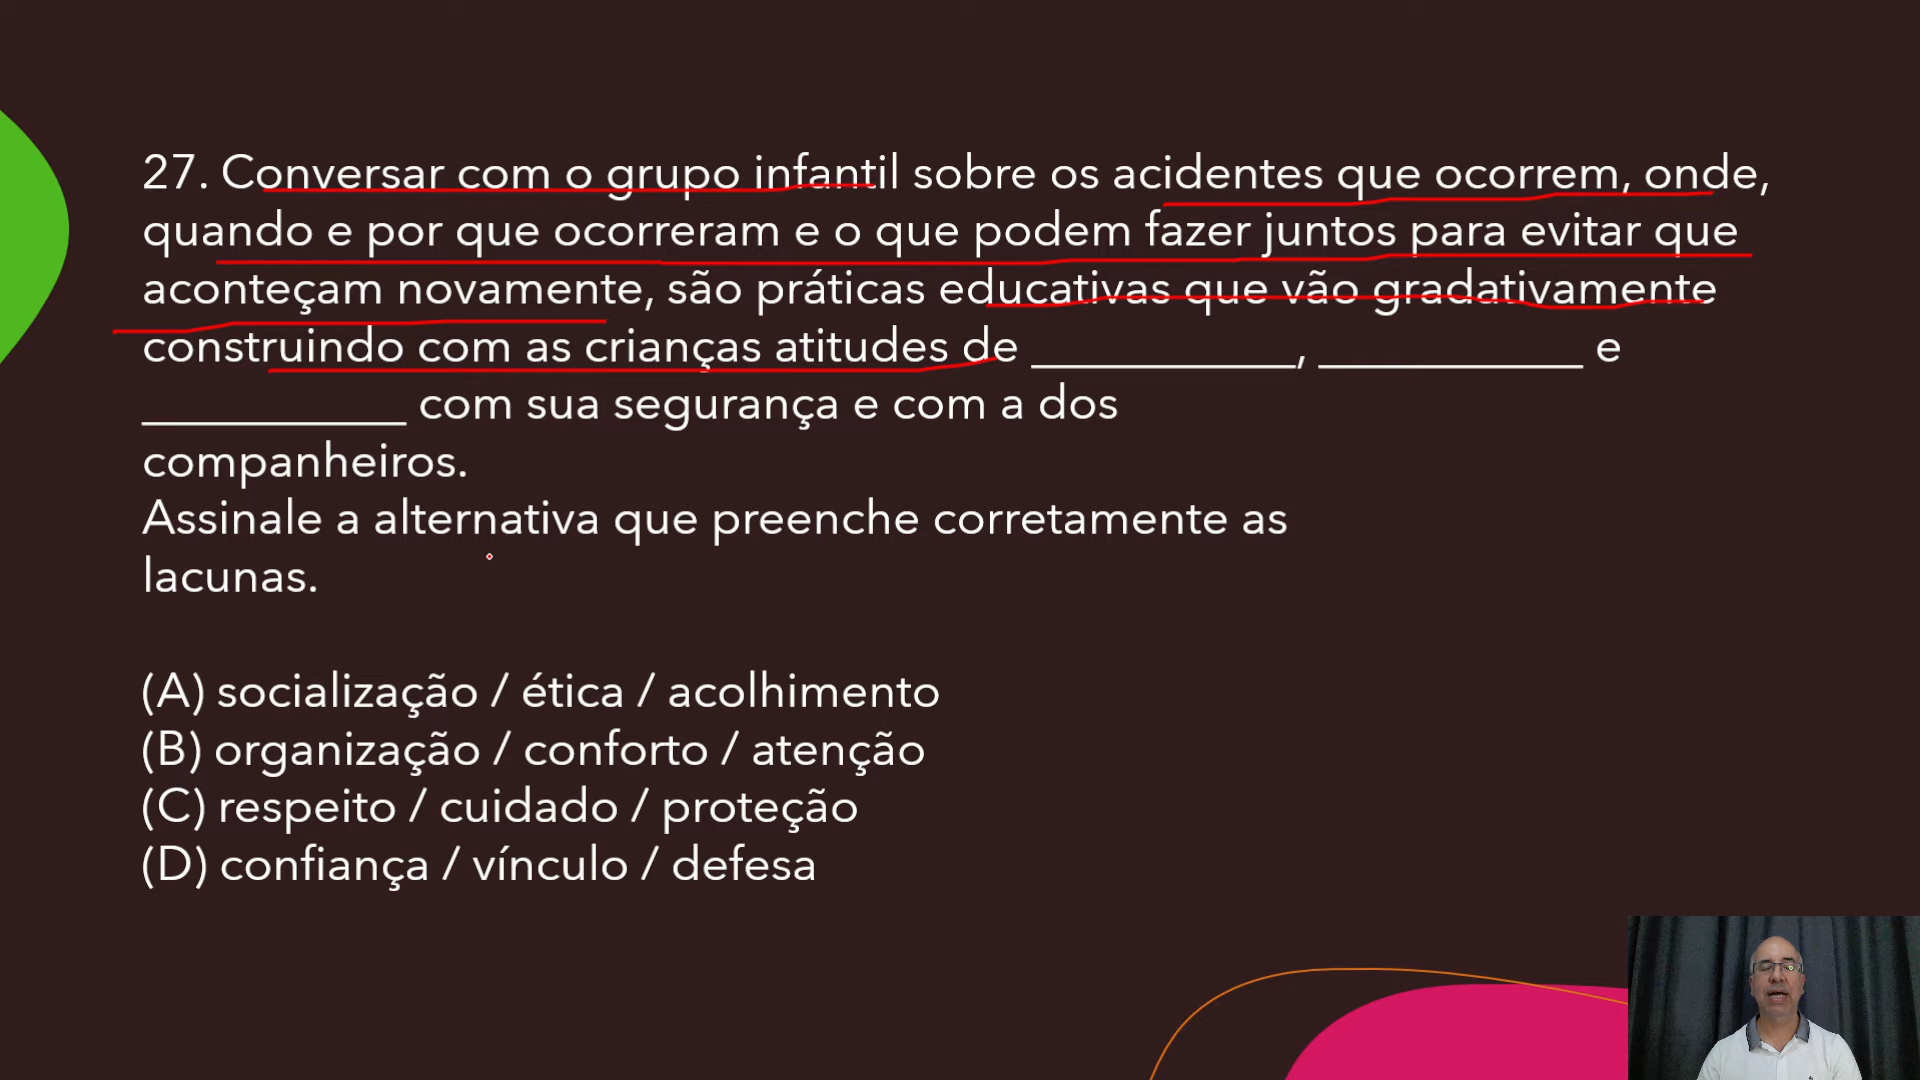 27. Conversar com o grupo infantil sobre os acidentes que ocorrem, onde,
quando e por que ocorreram e o que podem fazer juntos para evitar que
aconteçam novamente, são práticas educativas que vão gradativamente
construindo com as crianças atitudes de ___________, ___________ e
___________ com sua segurança e com a dos
companheiros.
Assinale a alternativa que preenche corretamente as
lacunas.
(A) socialização / ética / acolhimento
(B) organização / conforto / atenção
(C) respeito / cuidado / proteção
(D) confiança / vínculo / defesa